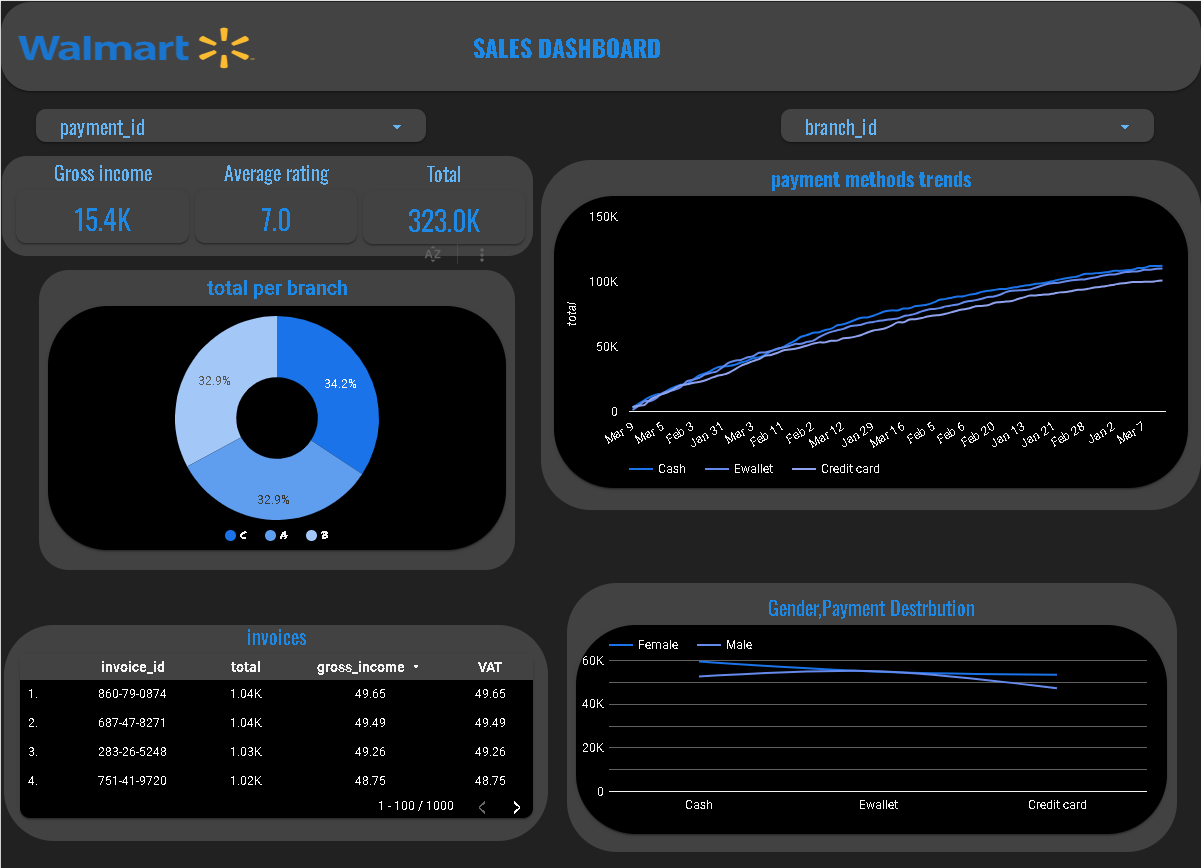 Walmart
SALES DASHBOARD
payment_id
branch_id
Gross income
15.4K
Average rating
7.0
Total
323.0K
total per branch
34.2%
32.9%
32.9%
C A B
payment methods trends
total
150K
100K
50K
0
Mar 9 Mar 5 Feb 3 Jan 31 Mar 3 Feb 11 Feb 2 Mar 12 Jan 29 Mar 16 Feb 5 Feb 6 Feb 20 Jan 13 Jan 21 Feb 28 Jan 2 Mar 7
Cash Ewallet Credit card
invoices
invoice_id total gross_income VAT
1. 860-79-0874 1.04K 49.65 49.65
2. 687-47-8271 1.04K 49.49 49.49
3. 283-26-5248 1.03K 49.26 49.26
4. 751-41-9720 1.02K 48.75 48.75
1 - 100 / 1000
Gender,Payment Destrbution
Female Male
60K
40K
20K
0
Cash Ewallet Credit card